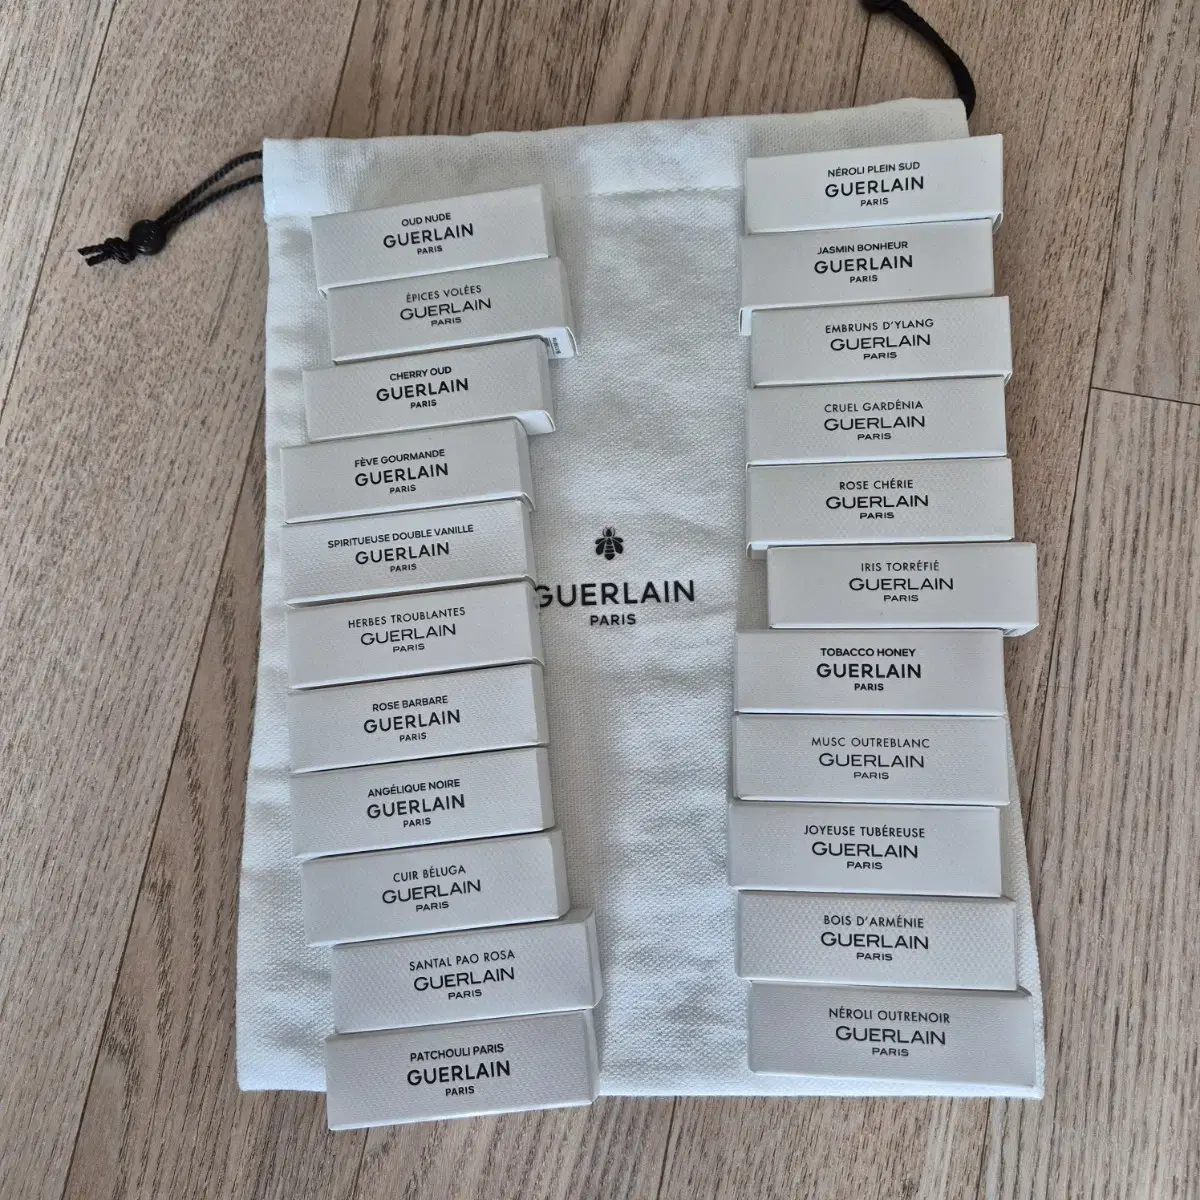 OUD NUDE
GUERLAIN
PARIS
ÉPICES VOLÉES
GUERLAIN
PARIS
CHERRY OUD
GUERLAIN
PARIS
FÈVE GOURMANDE
GUERLAIN
PARIS
SPIRITUEUSE DOUBLE VANILLE
GUERLAIN
PARIS
HERBES TROUBLANTES
GUERLAIN
PARIS
ROSE BARBARE
GUERLAIN
PARIS
ANGÉLIQUE NOIRE
GUERLAIN
PARIS
CUIR BÉLUGA
GUERLAIN
PARIS
SANTAL PAO ROSA
GUERLAIN
PARIS
PATCHOULI PARIS
GUERLAIN
PARIS
GUERLAIN
PARIS
NÉROLI PLEIN SUD
GUERLAIN
PARIS
JASMIN BONHEUR
GUERLAIN
PARIS
EMBRUNS D'YLANG
GUERLAIN
PARIS
CRUEL GARDÉNIA
GUERLAIN
PARIS
ROSE CHÉRIE
GUERLAIN
PARIS
IRIS TORRÉFIÉ
GUERLAIN
PARIS
TOBACCO HONEY
GUERLAIN
PARIS
MUSC OUTREBLANC
GUERLAIN
PARIS
JOYEUSE TUBÉREUSE
GUERLAIN
PARIS
BOIS D'ARMÉNIE
GUERLAIN
PARIS
NÉROLI OUTRENOIR
GUERLAIN
PARIS